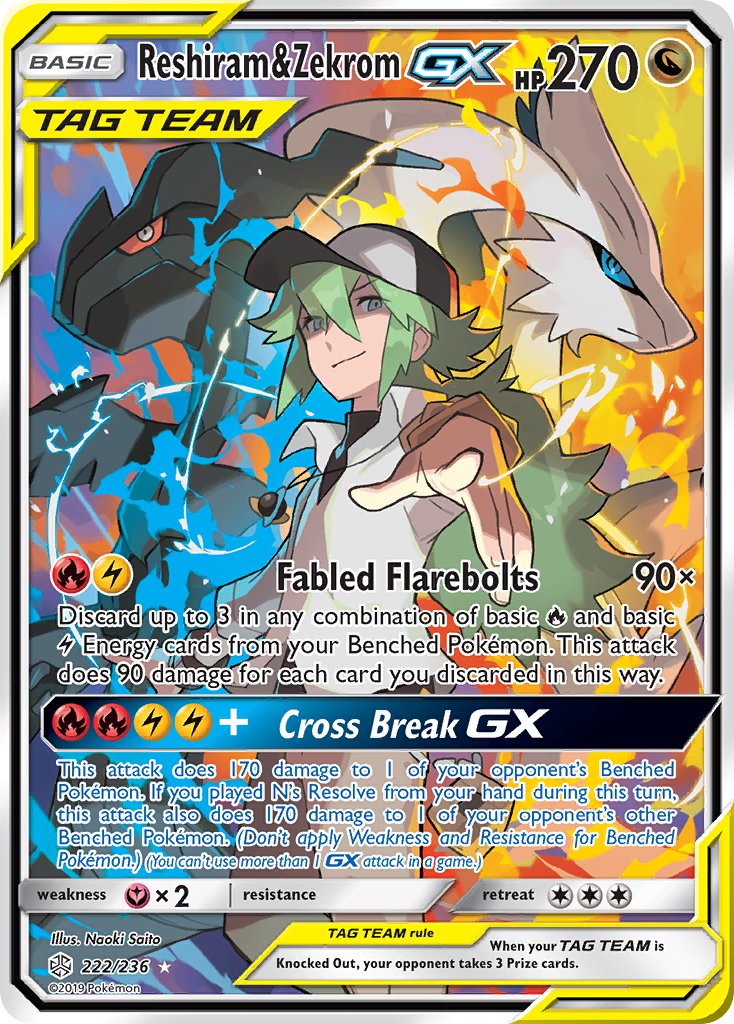 BASIC Reshiram&Zekrom GX HP270
TAG TEAM
Fabled Flarebolts 90×
Discard up to 3 in any combination of basic and basic
Energy cards from your Benched Pokémon. This attack
does 90 damage for each card you discarded in this way.
+ Cross Break GX
This attack does 170 damage to 1 of your opponent's Benched
Pokémon. If you played N's Resolve from your hand during this turn,
this attack also does 170 damage to 1 of your opponent's other
Benched Pokémon. (Don't apply Weakness and Resistance for Benched
Pokémon.) (You can't use more than 1 GX attack in a game.)
weakness ×2 resistance retreat
Illus. Naoki Saito
222/236
©2019 Pokémon
TAG TEAM rule
When your TAG TEAM is
Knocked Out, your opponent takes 3 Prize cards.